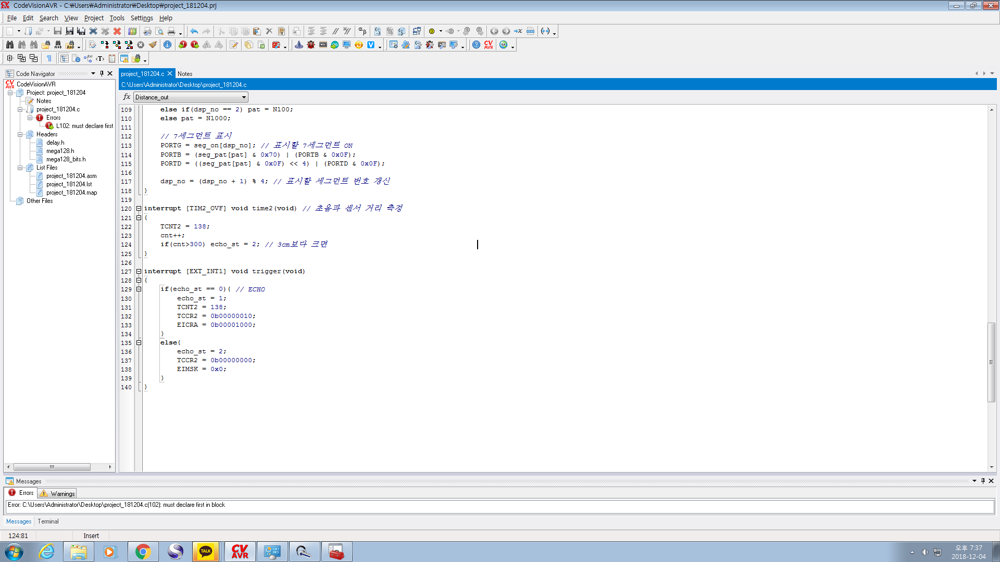 CodeVisionAVR - C:₩Users₩Administrator₩Desktop₩project_181204.prj
File Edit Search View Project Tools Settings Help
Code Navigator
CodeVisionAVR
Project: project_181204
Notes
project_181204.c
Errors
L102: must declare first
Headers
delay.h
mega128.h
mega128_bits.h
List Files
project_181204.asm
project_181204.lst
project_181204.map
Other Files
project_181204.c Notes
C:\Users\Administrator\Desktop\project_181204.c
fx Distance_out
109 else if(dsp_no == 2) pat = N100;
110 else pat = N1000;
111
112 // 7세그먼트 표시
113 PORTG = seg_on[dsp_no]; // 표시할 7세그먼트 ON
114 PORTB = (seg_pat[pat] & 0x70) | (PORTB & 0x0F);
115 PORTD = ((seg_pat[pat] & 0x0F) << 4) | (PORTD & 0x0F);
116
117 dsp_no = (dsp_no + 1) % 4; // 표시할 세그먼트 번호 갱신
118 }
119
120 interrupt [TIM2_OVF] void time2(void) // 초음파 센서 거리 측정
121 {
122 TCNT2 = 138;
123 cnt++;
124 if(cnt>300) echo_st = 2; // 3cm보다 크면
125 }
126
127 interrupt [EXT_INT1] void trigger(void)
128 {
129 if(echo_st == 0){ // ECHO
130 echo_st = 1;
131 TCNT2 = 138;
132 TCCR2 = 0b00000010;
133 EICRA = 0b00001000;
134 }
135 else{
136 echo_st = 2;
137 TCCR2 = 0b00000000;
138 EIMSK = 0x0;
139 }
140 }
Messages
Errors Warnings
Error: C:\Users\Administrator\Desktop\project_181204.c(102): must declare first in block
Messages Terminal
124:81 Insert
TALK
CV
AVR
오후 7:37
2018-12-04